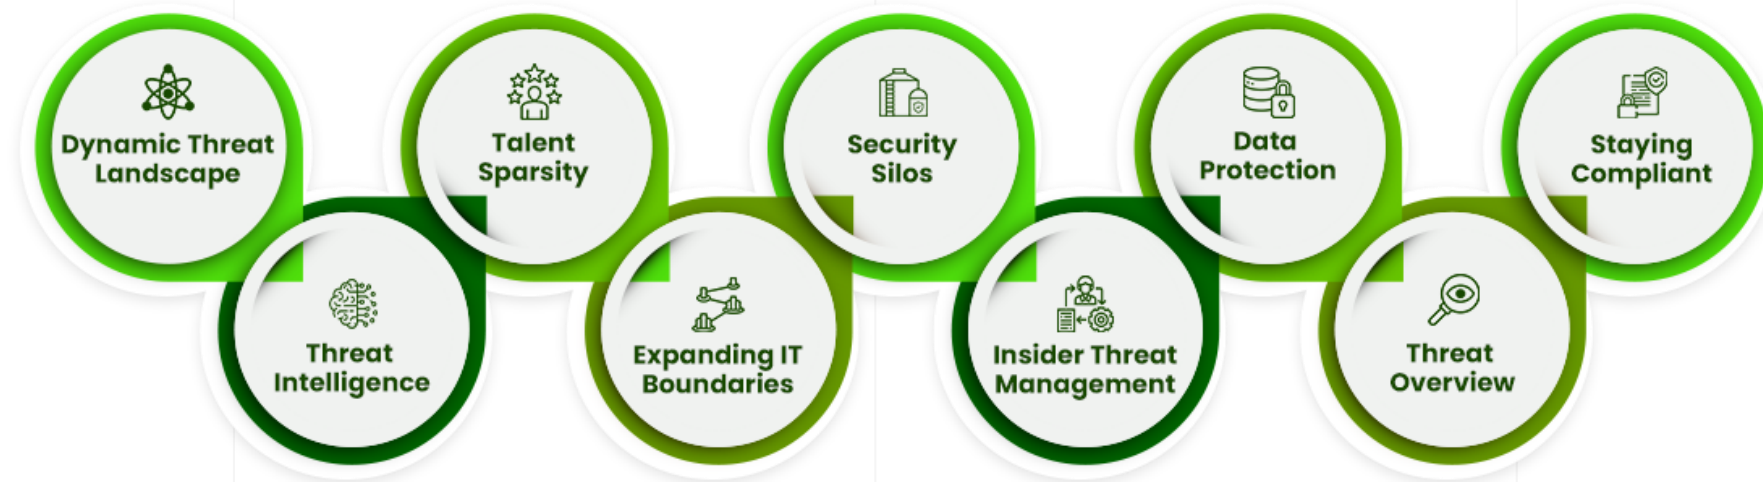 Dynamic Threat
Landscape
Threat
Intelligence
Talent
Sparsity
Expanding IT
Boundaries
Security
Silos
Insider Threat
Management
Data
Protection
Threat
Overview
Staying
Compliant